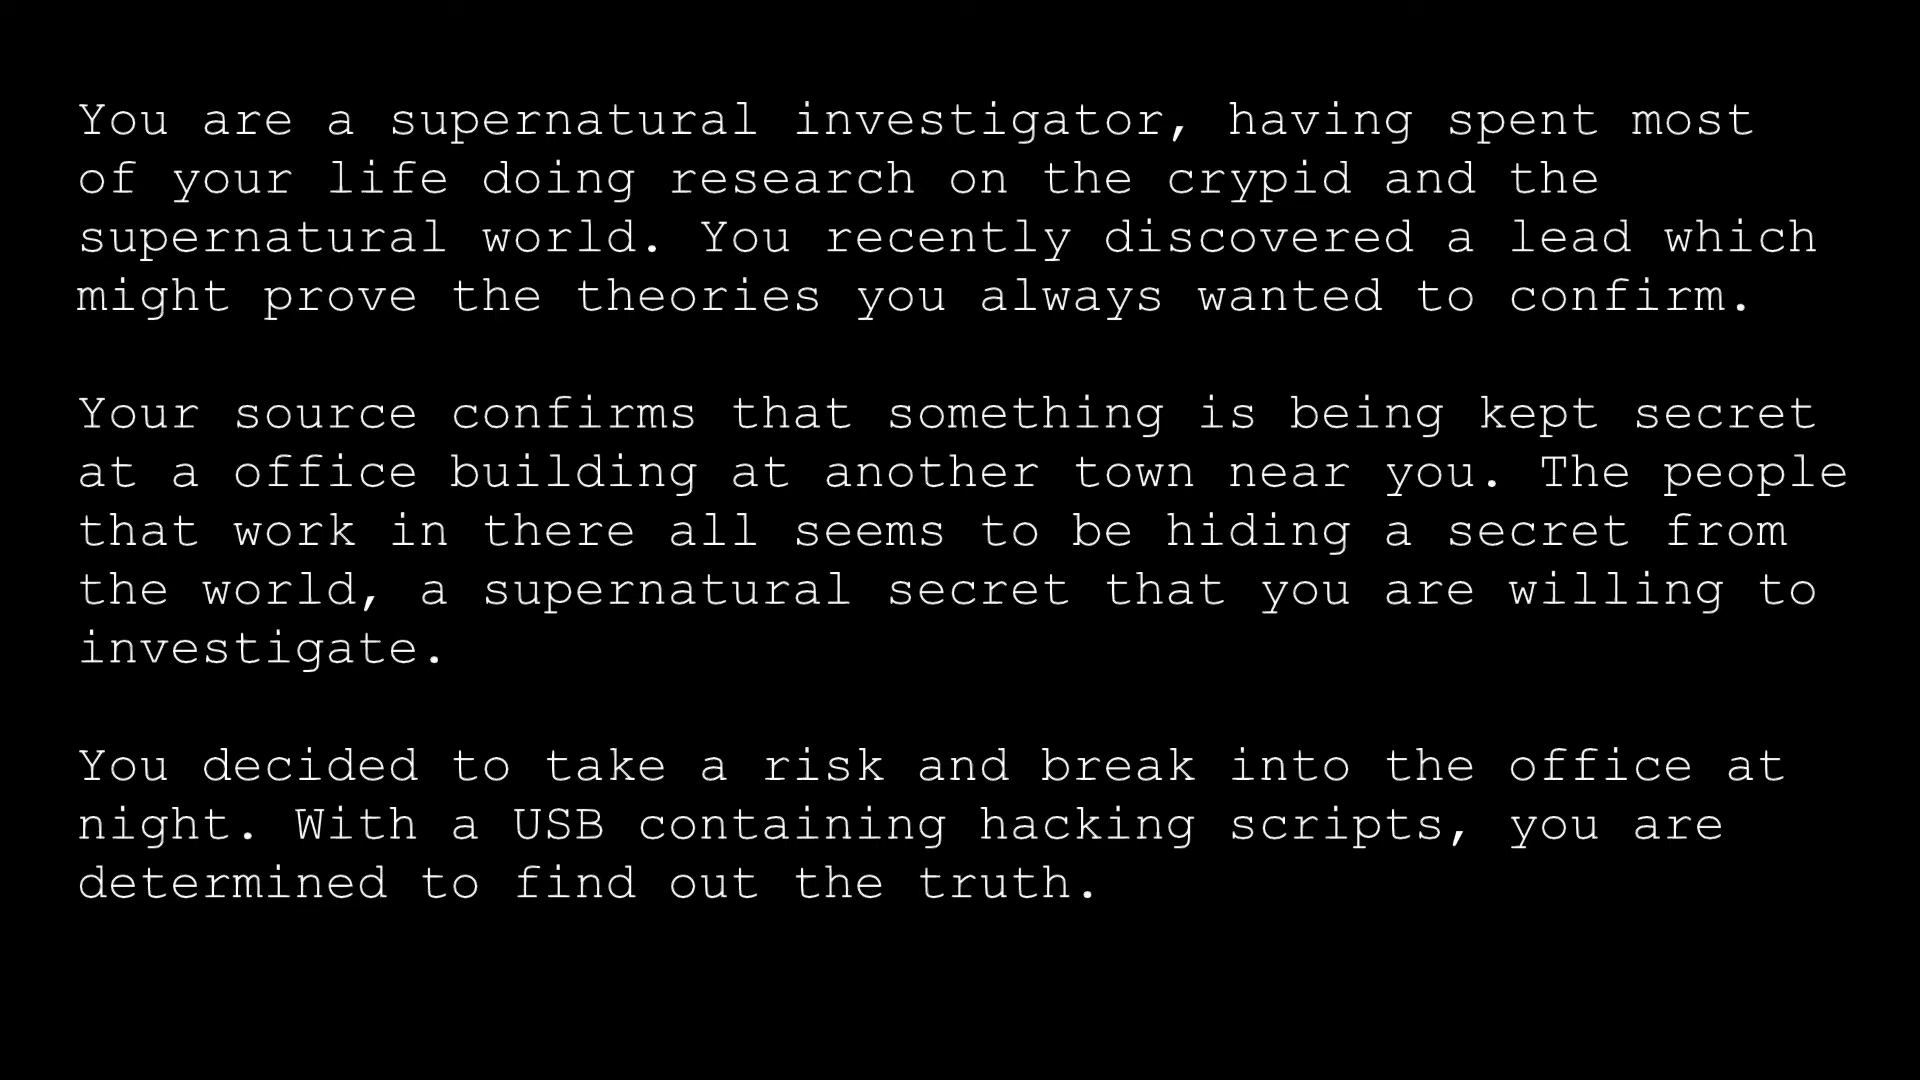 You are a supernatural investigator, having spent most
of your life doing research on the crypid and the
supernatural world. You recently discovered a lead which
might prove the theories you always wanted to confirm.
Your source confirms that something is being kept secret
at a office building at another town near you. The people
that work in there all seems to be hiding a secret from
the world, a supernatural secret that you are willing to
investigate.
You decided to take a risk and break into the office at
night. With a USB containing hacking scripts, you are
determined to find out the truth.